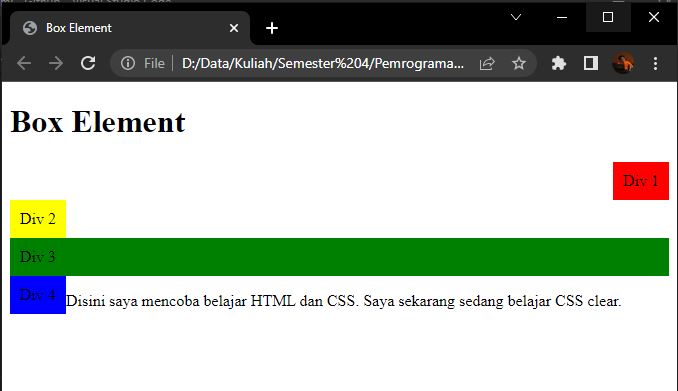 Box Element
File
D:/Data/Kuliah/Semester%204/Pemrograma...
Box Element
Div 1
Div 2
Div 3
Div 4
Disini saya mencoba belajar HTML dan CSS. Saya sekarang sedang belajar CSS clear.